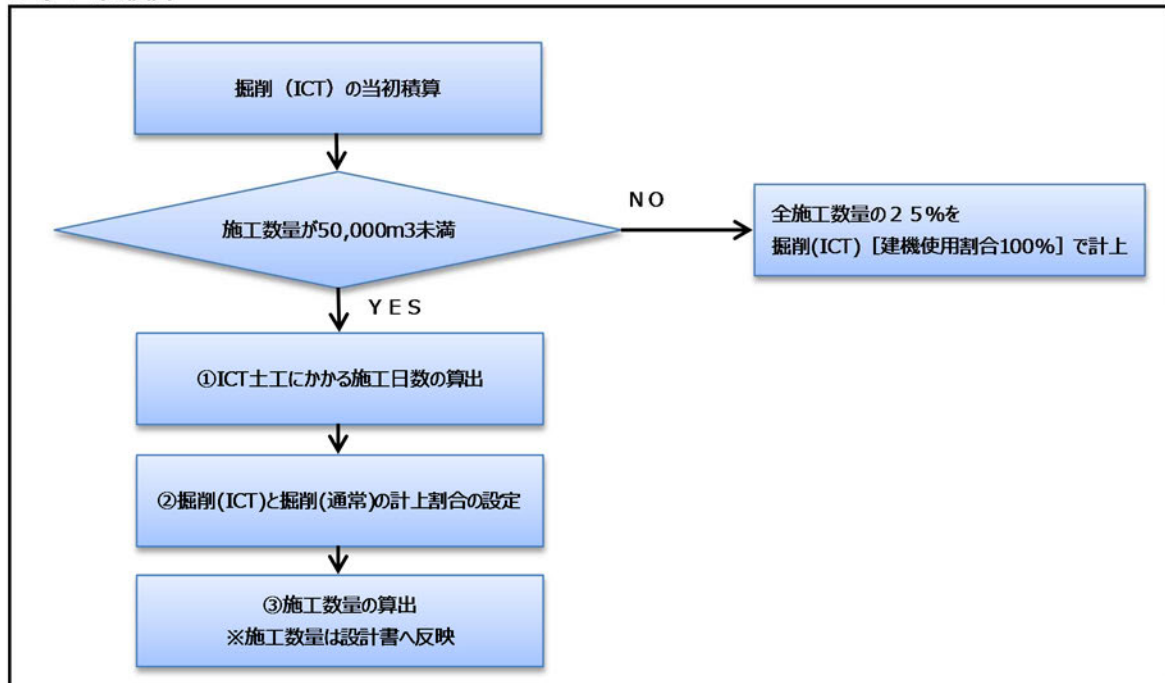 掘削（ICT）の当初積算
施工数量が50,000m3未満
NO
全施工数量の２５％を
掘削(ICT)［建機使用割合100%］で計上
YES
①ICT土工にかかる施工日数の算出
②掘削(ICT)と掘削(通常)の計上割合の設定
③施工数量の算出
※施工数量は設計書へ反映